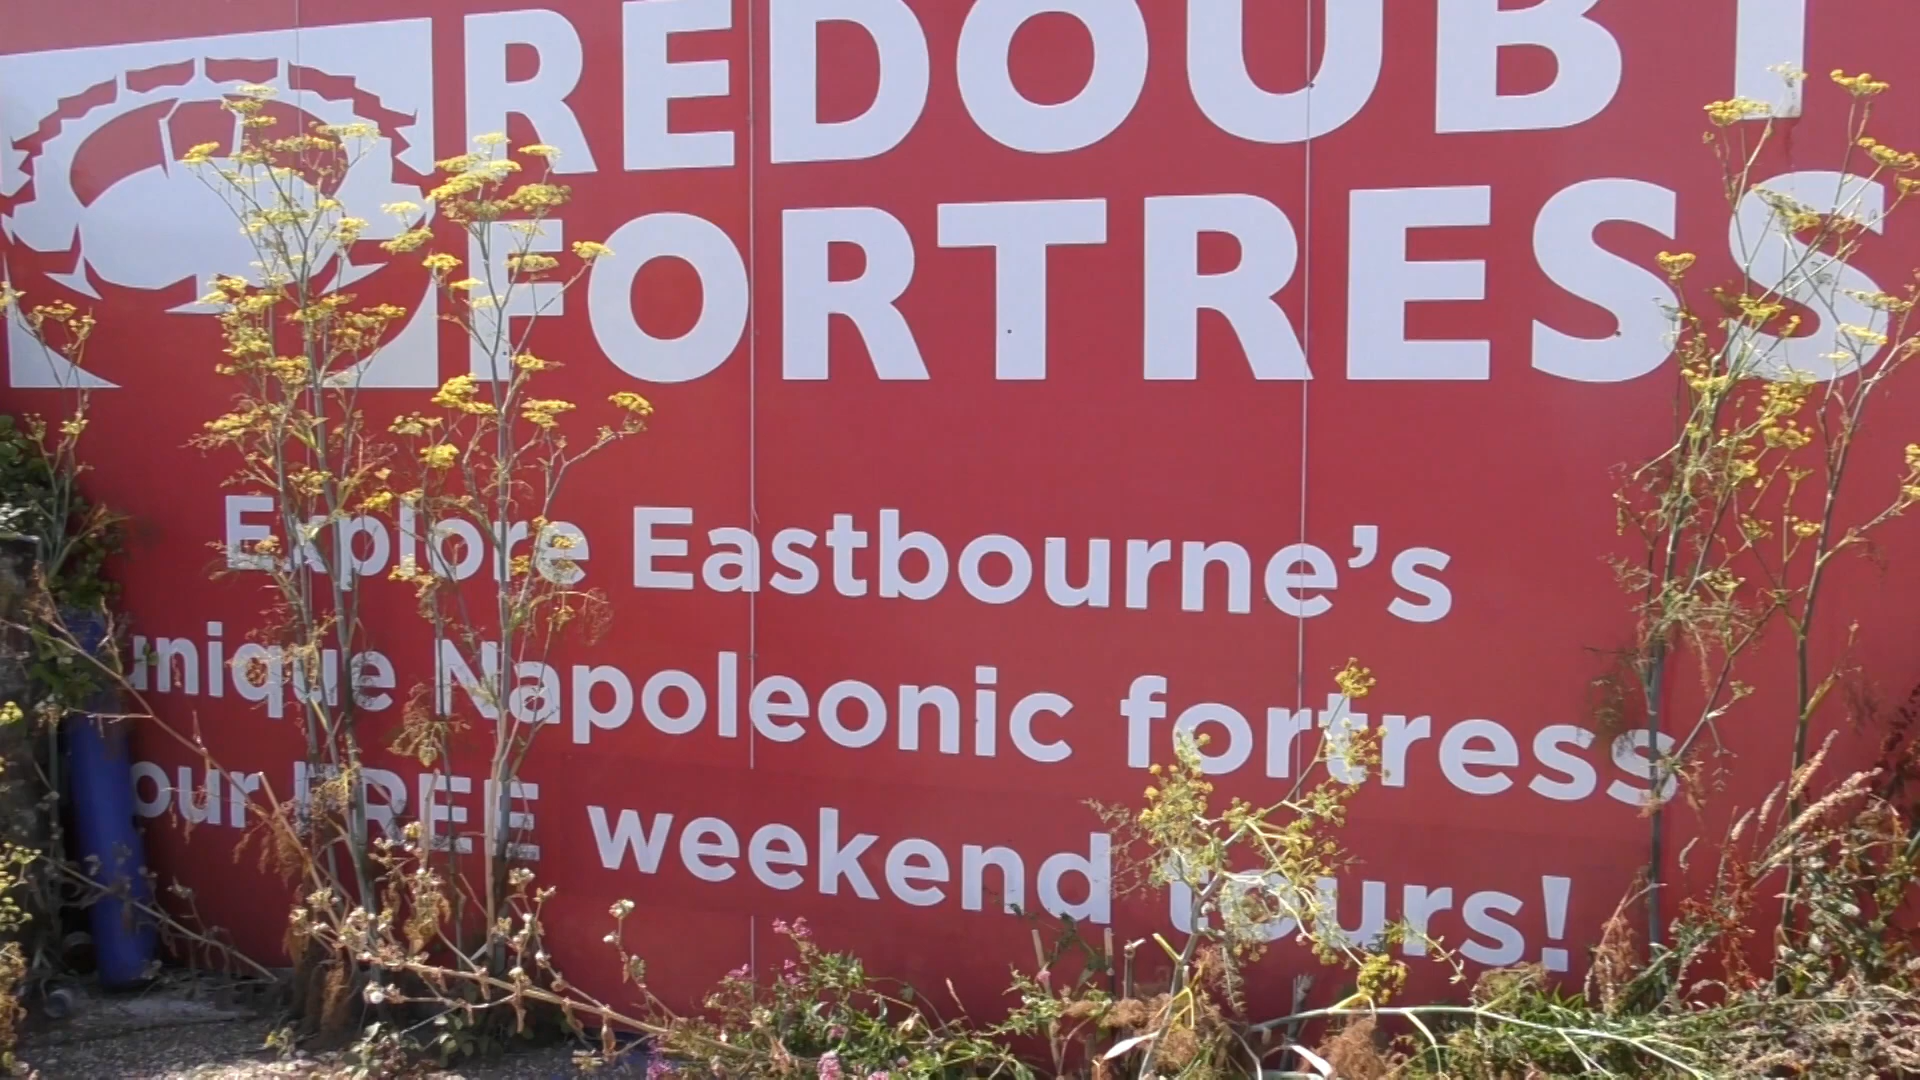 REDOUBT
FORTRESS
Explore Eastbourne's
unique Napoleonic fortress
our FREE weekend tours!